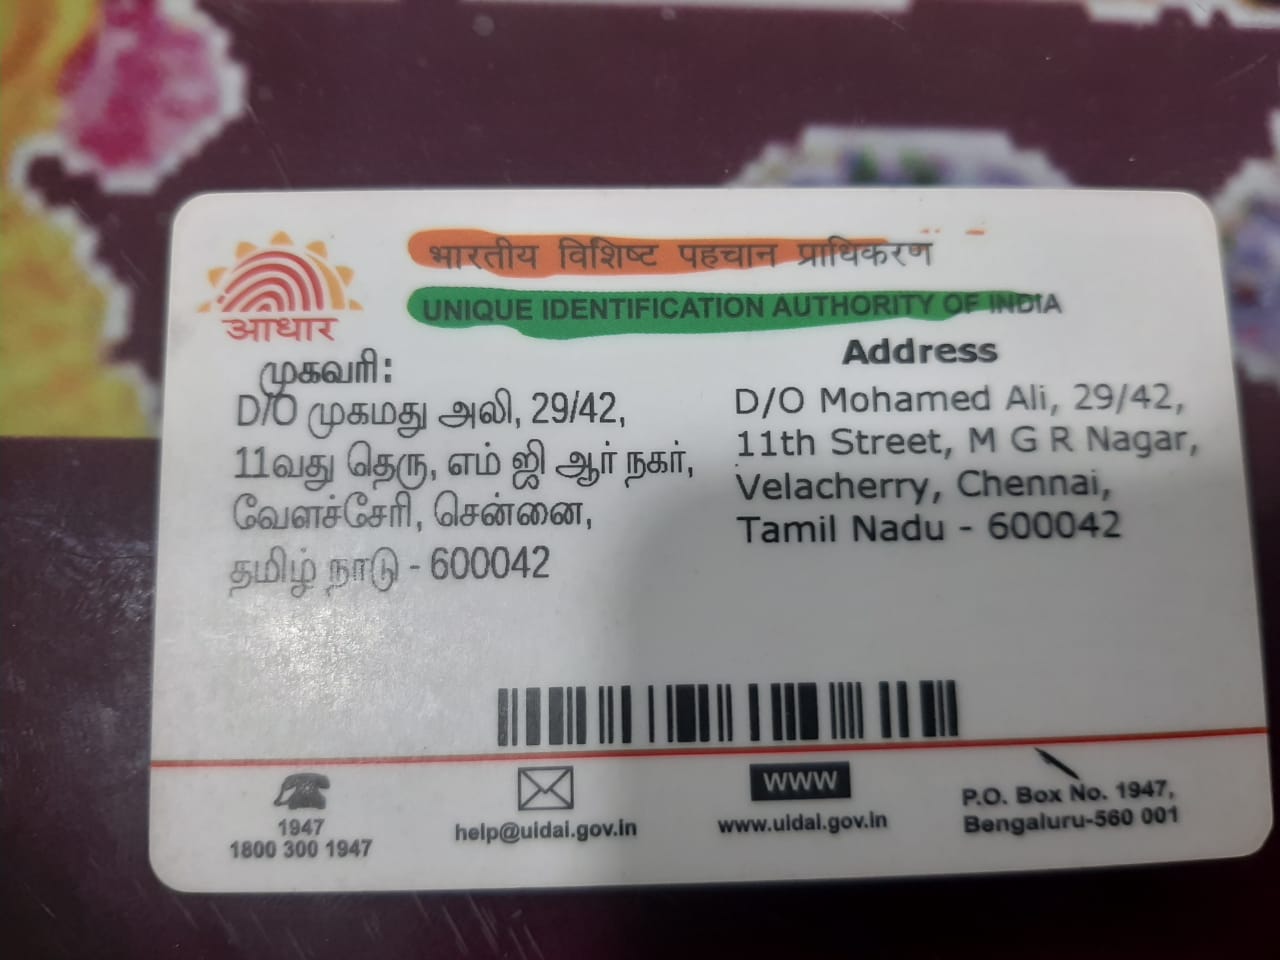 भारतीय विशिष्ट पहचान प्राधिकरण
UNIQUE IDENTIFICATION AUTHORITY OF INDIA
आधार
முகவரி:
D/O முகமது அலி, 29/42,
11வது தெரு, எம் ஜி ஆர் நகர்,
வேளச்சேரி, சென்னை,
தமிழ் நாடு - 600042
Address
D/O Mohamed Ali, 29/42,
11th Street, M G R Nagar,
Velacherry, Chennai,
Tamil Nadu - 600042
1947
1800 300 1947
help@uidai.gov.in
www
www.uidai.gov.in
P.O. Box No. 1947,
Bengaluru-560 001